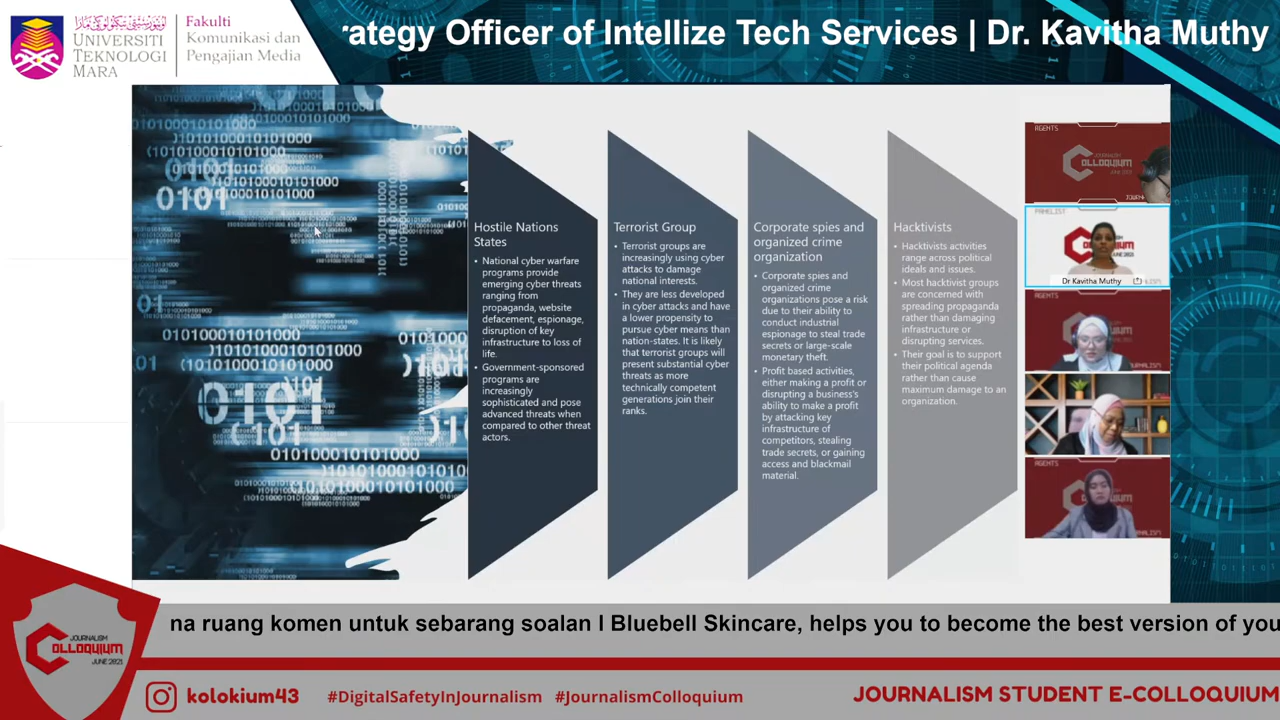 UNIVERSITI
TEKNOLOGI
MARA
Fakulti
Komunikasi dan
Pengajian Media
rategy Officer of Intellize Tech Services | Dr. Kavitha Muthy
Hostile Nations
States
• National cyber warfare
programs provide
emerging cyber threats
ranging from
propaganda, website
defacement, espionage,
disruption of key
infrastructure to loss of
life.
• Government-sponsored
programs are
increasingly
sophisticated and pose
advanced threats when
compared to other threat
actors.
Terrorist Group
• Terrorist groups are
increasingly using cyber
attacks to damage
national interests.
• They are less developed
in cyber attacks and have
a lower propensity to
pursue cyber means than
nation-states. It is likely
that terrorist groups will
present substantial cyber
threats as more
technically competent
generations join their
ranks.
Corporate spies and
organized crime
organization
• Corporate spies and
organized crime
organizations pose a risk
due to their ability to
conduct industrial
espionage to steal trade
secrets or large-scale
monetary theft.
• Profit based activities,
either making a profit or
disrupting a business's
ability to make a profit
by attacking key
infrastructure of
competitors, stealing
trade secrets, or gaining
access and blackmail
material.
Hacktivists
• Hacktivists activities
range across political
ideals and issues.
• Most hacktivist groups
are concerned with
spreading propaganda
rather than damaging
infrastructure or
disrupting services.
• Their goal is to support
their political agenda
rather than cause
maximum damage to an
organization.
AGENTS
JOURNALISM
COLLOQUIUM
JUNE 2021
PANELIST
JUNE 2021
Dr Kavitha Muthy
AGENTS
na ruang komen untuk sebarang soalan I Bluebell Skincare, helps you to become the best version of you
JOURNALISM
COLLOQUIUM
JUNE 2021
kolokium43
#DigitalSafetyInJournalism #JournalismColloquium
JOURNALISM STUDENT E-COLLOQUIUM